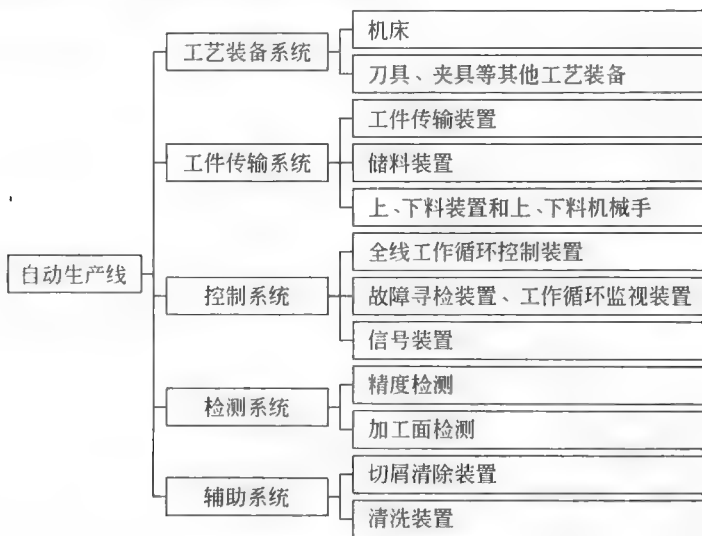 自动生产线
工艺装备系统
机床
刀具、夹具等其他工艺装备
工件传输系统
工件传输装置
储料装置
上、下料装置和上、下料机械手
控制系统
全线工作循环控制装置
故障寻检装置、工作循环监视装置
信号装置
检测系统
精度检测
加工面检测
辅助系统
切屑清除装置
清洗装置